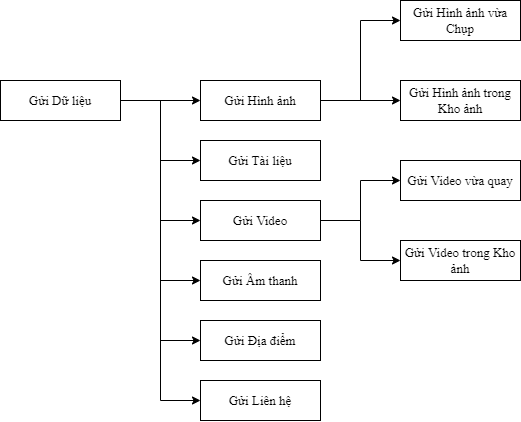 Gửi Hình ảnh vừa
Chụp
Gửi Dữ liệu
Gửi Hình ảnh
Gửi Hình ảnh trong
Kho ảnh
Gửi Tài liệu
Gửi Video vừa quay
Gửi Video
Gửi Video trong Kho
ảnh
Gửi Âm thanh
Gửi Địa điểm
Gửi Liên hệ